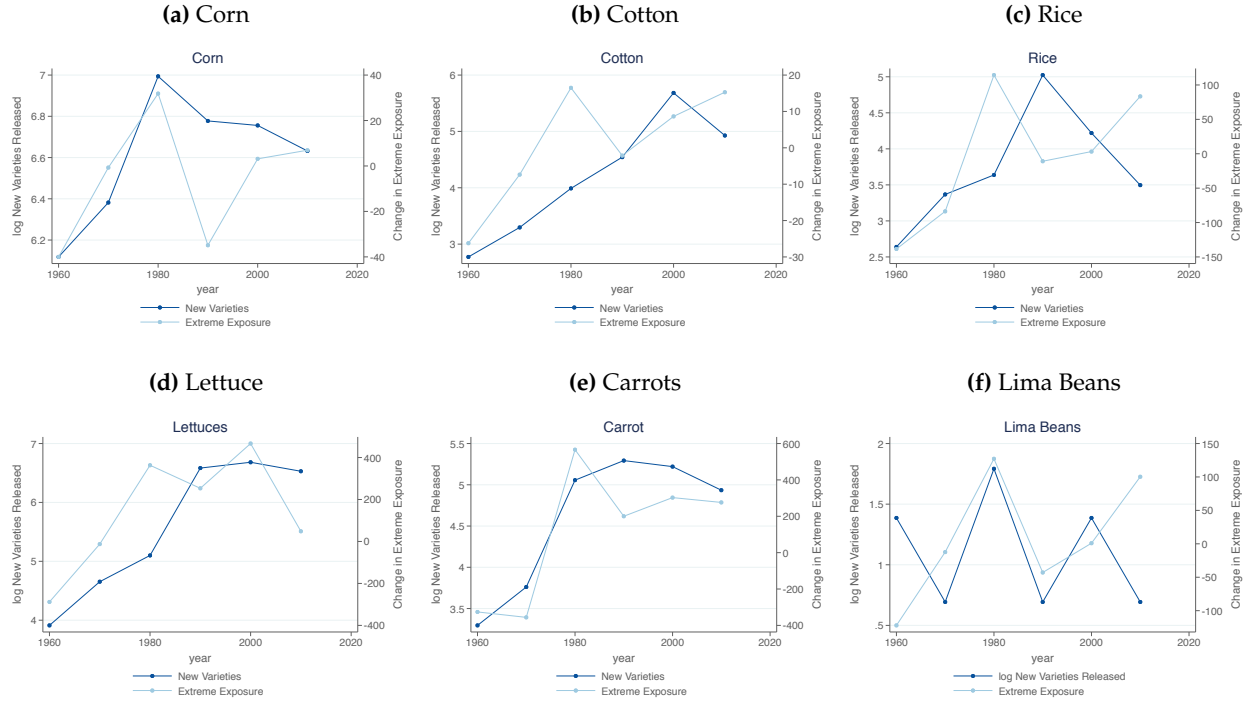 (a) Corn
Corn
log New Varieties Released
7
6.8
6.6
6.4
6.2
40
20
0
-20
-40
Change in Extreme Exposure
1960 1980 2000 2020
year
New Varieties
Extreme Exposure
(b) Cotton
Cotton
log New Varieties Released
6
5
4
3
20
10
0
-10
-20
-30
Change in Extreme Exposure
1960 1980 2000 2020
year
New Varieties
Extreme Exposure
(c) Rice
Rice
log New Varieties Released
5
4.5
4
3.5
3
2.5
100
50
0
-50
-100
-150
Change in Extreme Exposure
1960 1980 2000 2020
year
New Varieties
Extreme Exposure
(d) Lettuce
Lettuces
log New Varieties Released
7
6
5
4
400
200
0
-200
-400
Change in Extreme Exposure
1960 1980 2000 2020
year
New Varieties
Extreme Exposure
(e) Carrots
Carrot
log New Varieties Released
5.5
5
4.5
4
3.5
600
400
200
0
-200
-400
Change in Extreme Exposure
1960 1980 2000 2020
year
New Varieties
Extreme Exposure
(f) Lima Beans
Lima Beans
log New Varieties Released
2
1.5
1
.5
150
100
50
0
-50
-100
Change in Extreme Exposure
1960 1980 2000 2020
year
log New Varieties Released
Extreme Exposure